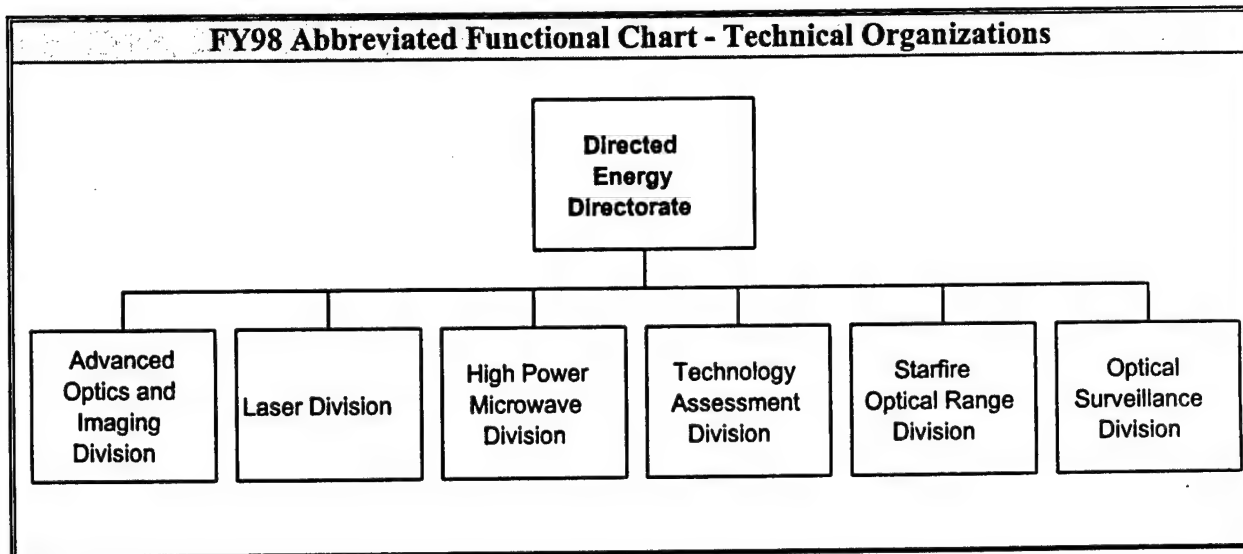 FY98 Abbreviated Functional Chart - Technical Organizations
Directed
Energy
Directorate
Advanced
Optics and
Imaging
Division
Laser Division
High Power
Microwave
Division
Technology
Assessment
Division
Starfire
Optical Range
Division
Optical
Surveillance
Division